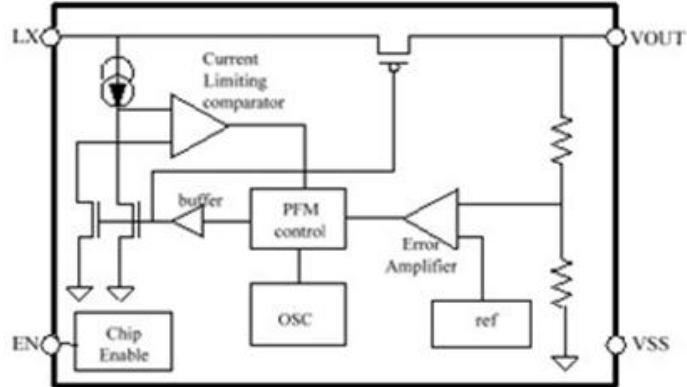 LX
VOUT
Current
Limiting
comparator
buffer
PFM
control
Error
Amplifier
OSC
ref
EN
Chip
Enable
VSS